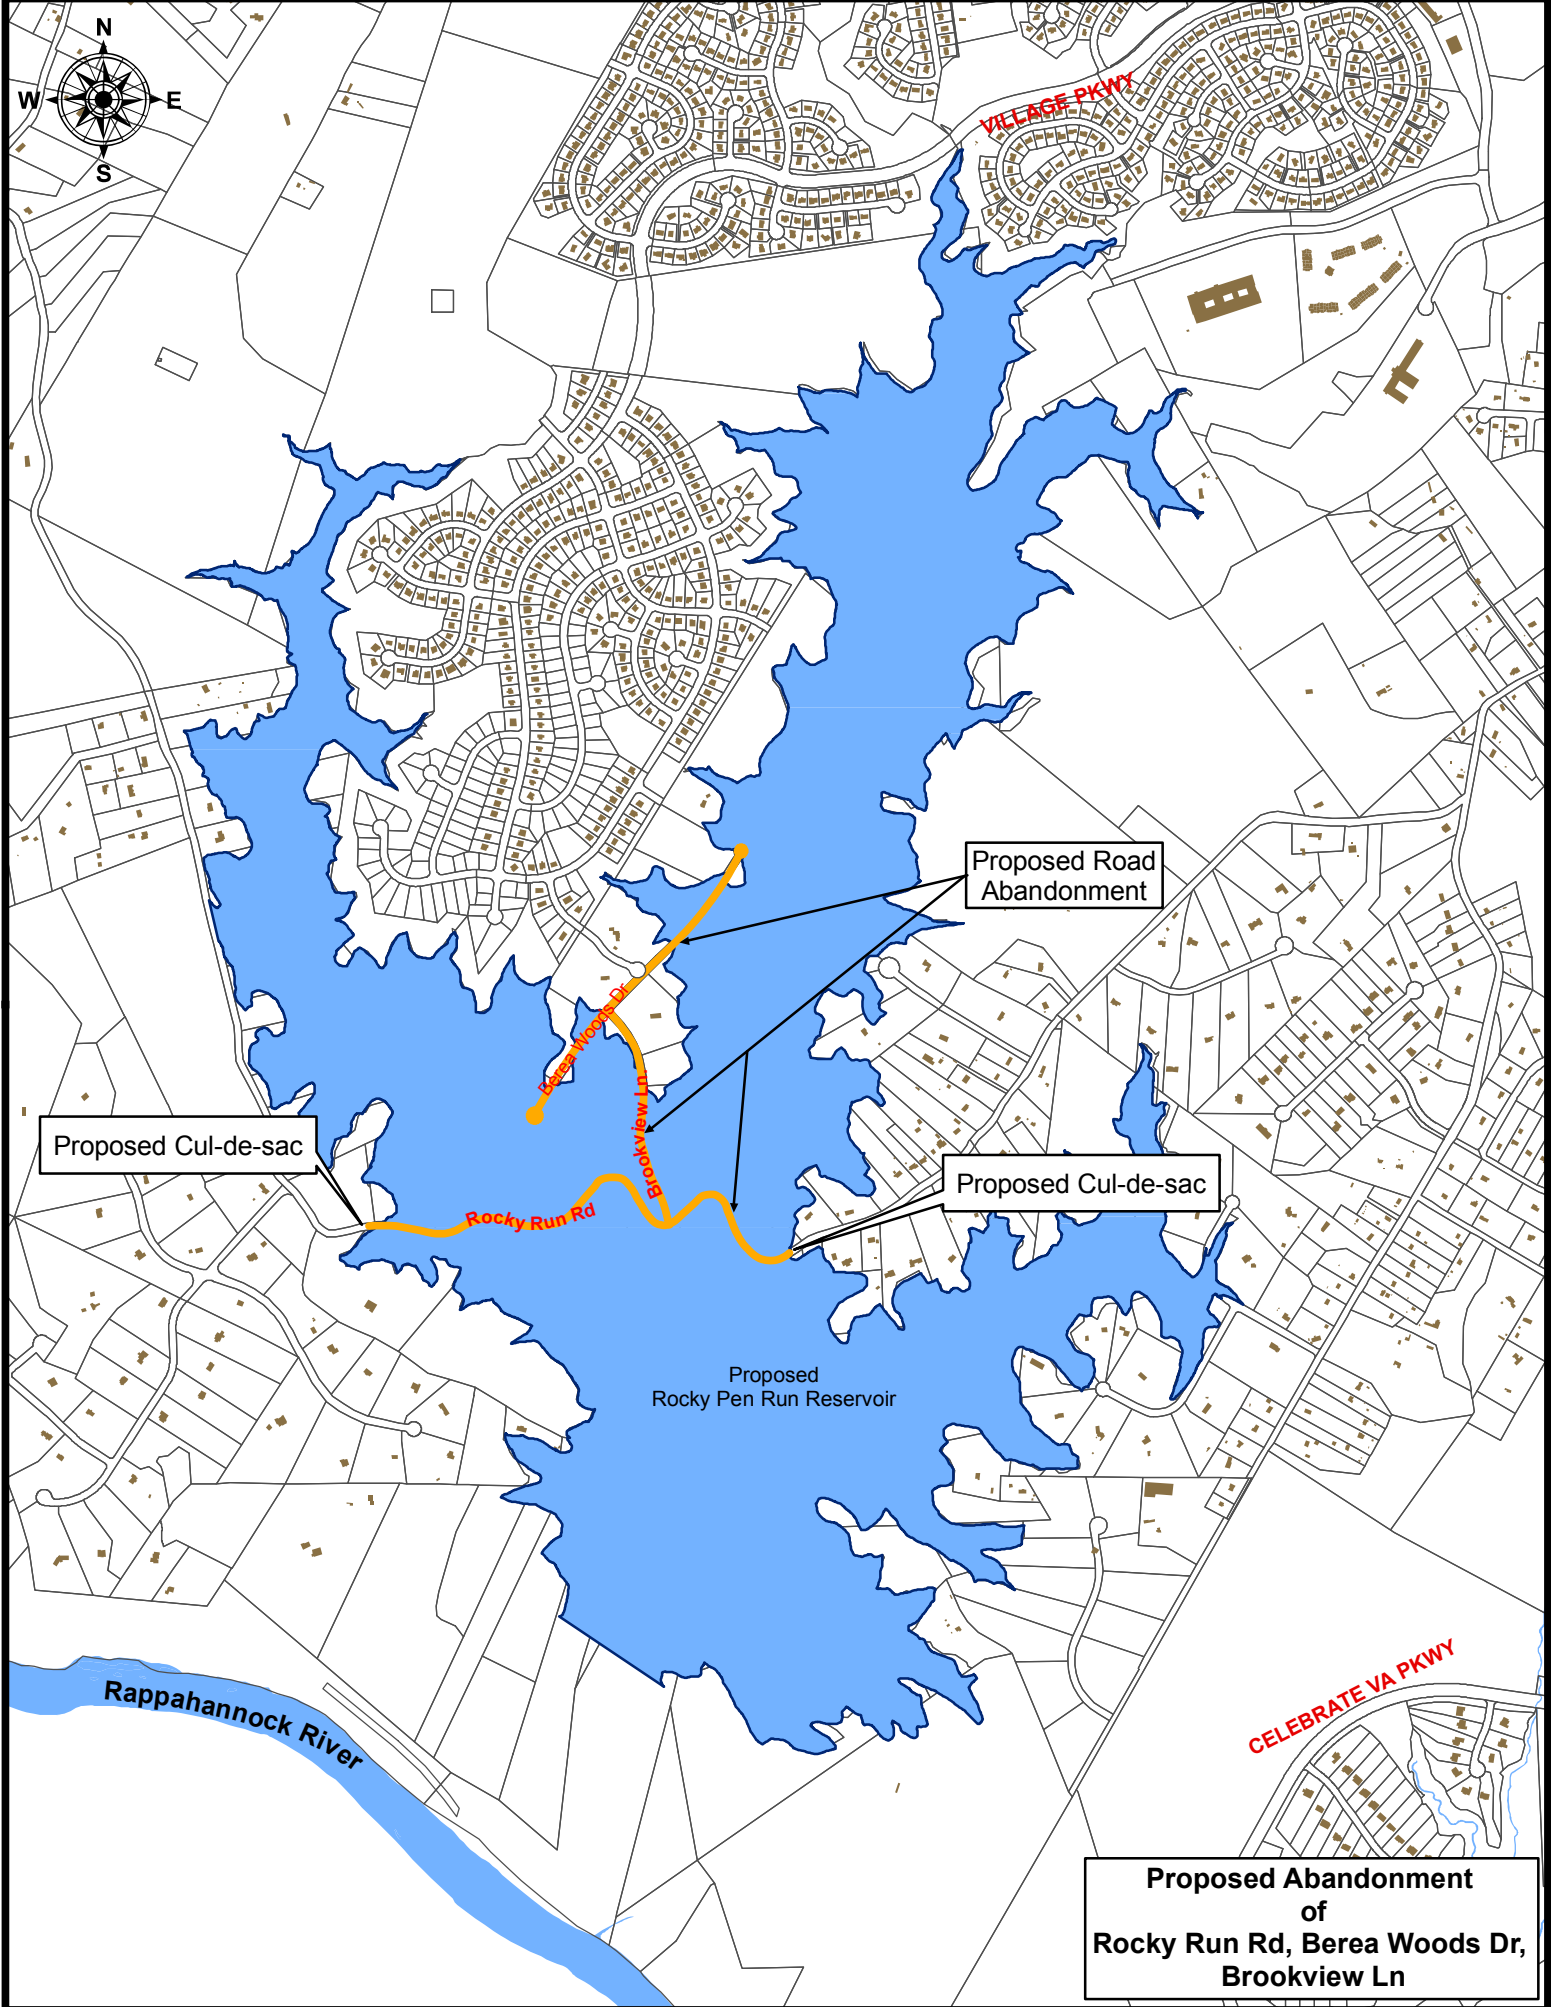 N
W
E
S
VILLAGE PKWY
Proposed Road
Abandonment
Berea Woods Dr
Brookview Ln.
Proposed Cul-de-sac
Proposed Cul-de-sac
Rocky Run Rd
Proposed
Rocky Pen Run Reservoir
CELEBRATE VA PKWY
Rappahannock River
Proposed Abandonment
of
Rocky Run Rd, Berea Woods Dr,
Brookview Ln